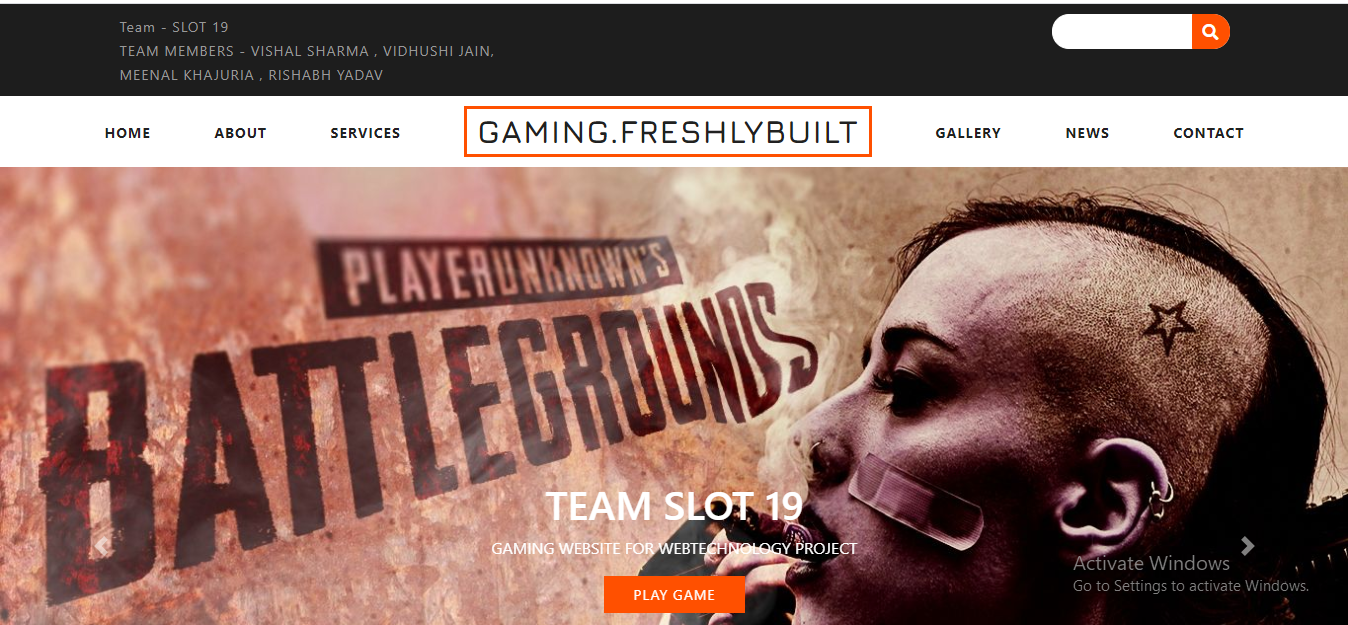 Team - SLOT 19
TEAM MEMBERS - VISHAL SHARMA , VIDHUSHI JAIN,
MEENAL KHAJURIA , RISHABH YADAV
HOME ABOUT SERVICES GAMING.FRESHLYBUILT GALLERY NEWS CONTACT
PLAYERUNKNOWN'S
BATTLEGROUNDS
TEAM SLOT 19
GAMING WEBSITE FOR WEBTECHNOLOGY PROJECT
PLAY GAME
Activate Windows
Go to Settings to activate Windows.